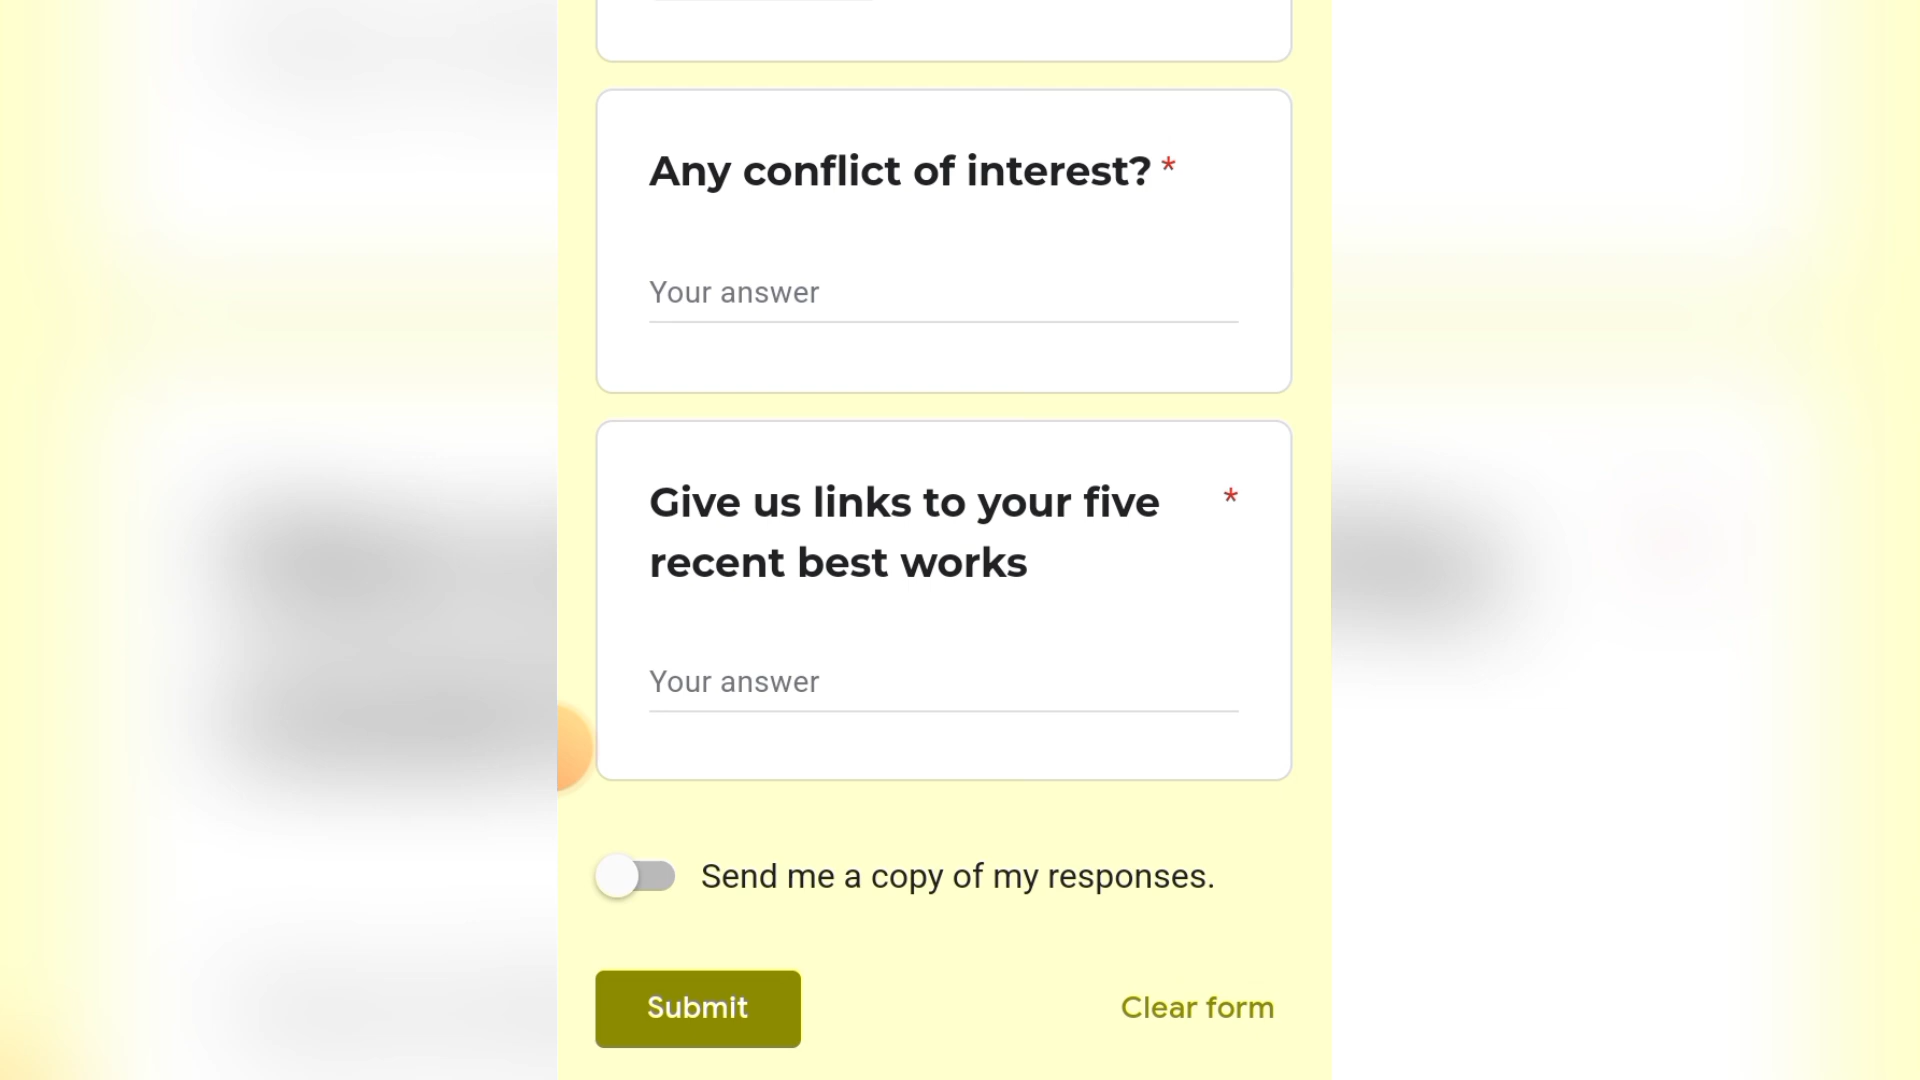 Any conflict of interest? *
Your answer
Give us links to your five *
recent best works
Your answer
Send me a copy of my responses.
Submit
Clear form